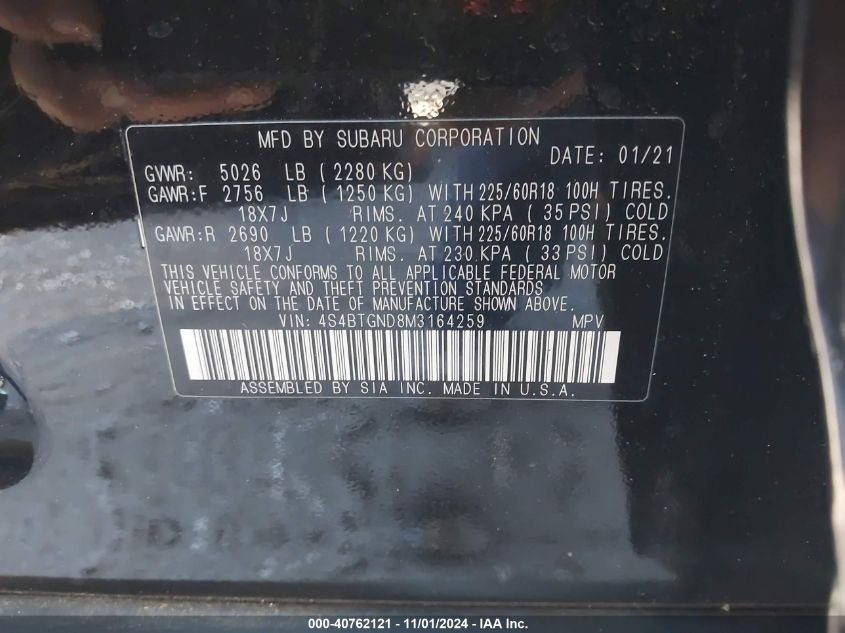 MFD BY SUBARU CORPORATION
DATE: 01/21
GVWR: 5026 LB ( 2280 KG)
GAWR:F 2756 LB ( 1250 KG) WITH 225/60R18 100H TIRES.
18X7J RIMS. AT 240 KPA ( 35 PSI) COLD
GAWR:R 2690 LB ( 1220 KG) WITH 225/60R18 100H TIRES.
18X7J RIMS. AT 230 KPA ( 33 PSI) COLD
THIS VEHICLE CONFORMS TO ALL APPLICABLE FEDERAL MOTOR
VEHICLE SAFETY AND THEFT PREVENTION STANDARDS
IN EFFECT ON THE DATE OF MANUFACTURE SHOWN ABOVE.
VIN: 4S4BTGND8M3164259 MPV
ASSEMBLED BY SIA INC. MADE IN U.S.A.
000-40762121 - 11/01/2024 - IAA Inc.